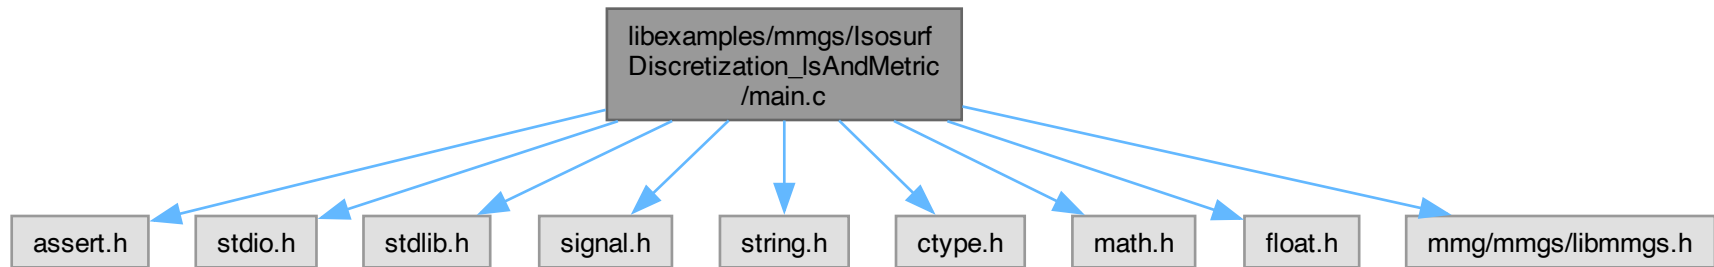 libexamples/mmgs/Isosurf
Discretization_lsAndMetric
/main.c
assert.h
stdio.h
stdlib.h
signal.h
string.h
ctype.h
math.h
float.h
mmg/mmgs/libmmgs.h